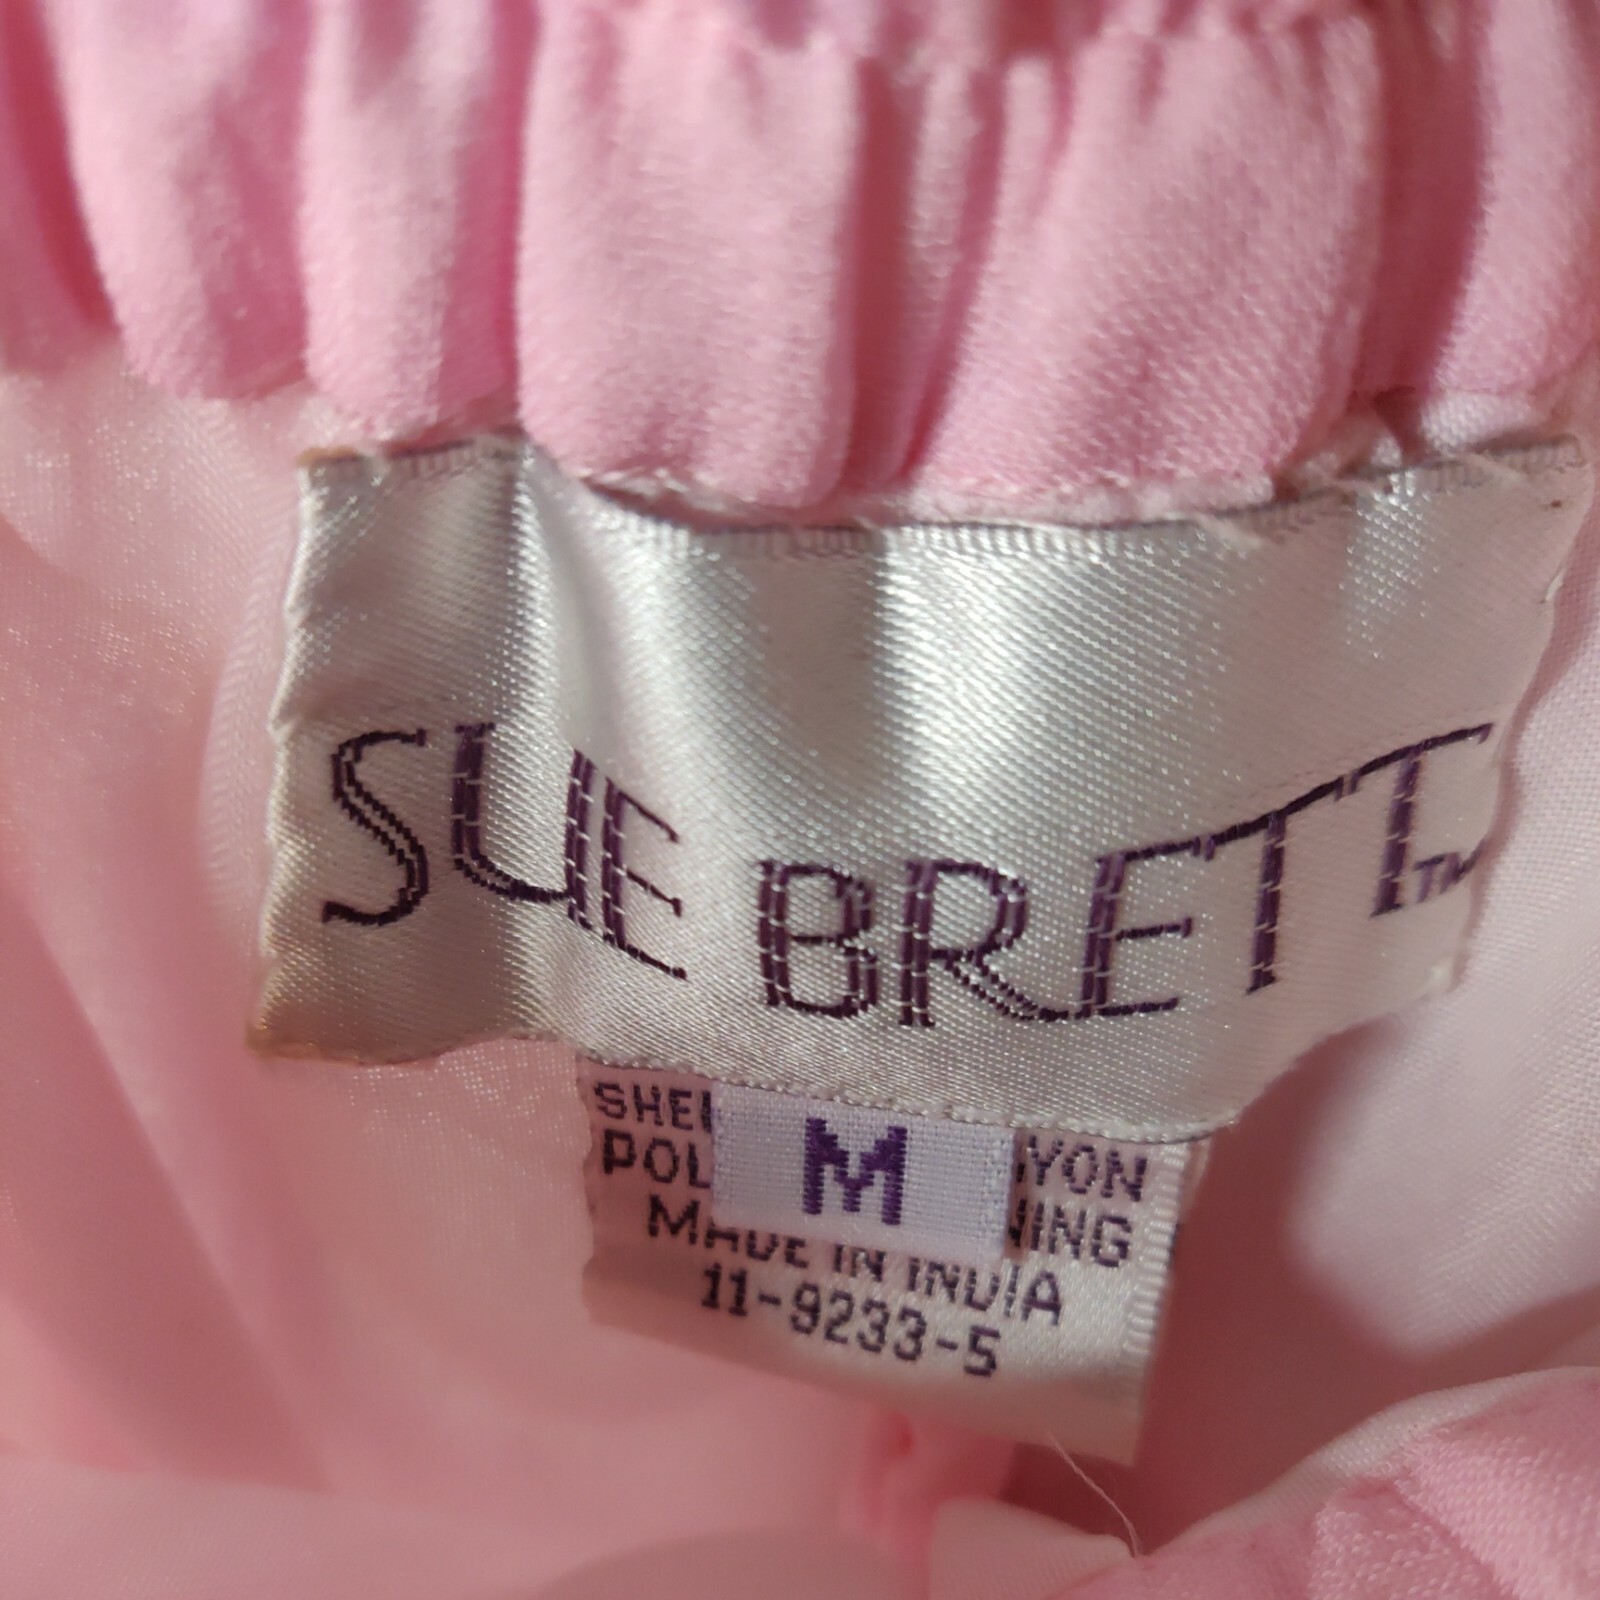 SUE BRETT™
M
MADE IN INDIA
11-9233-5